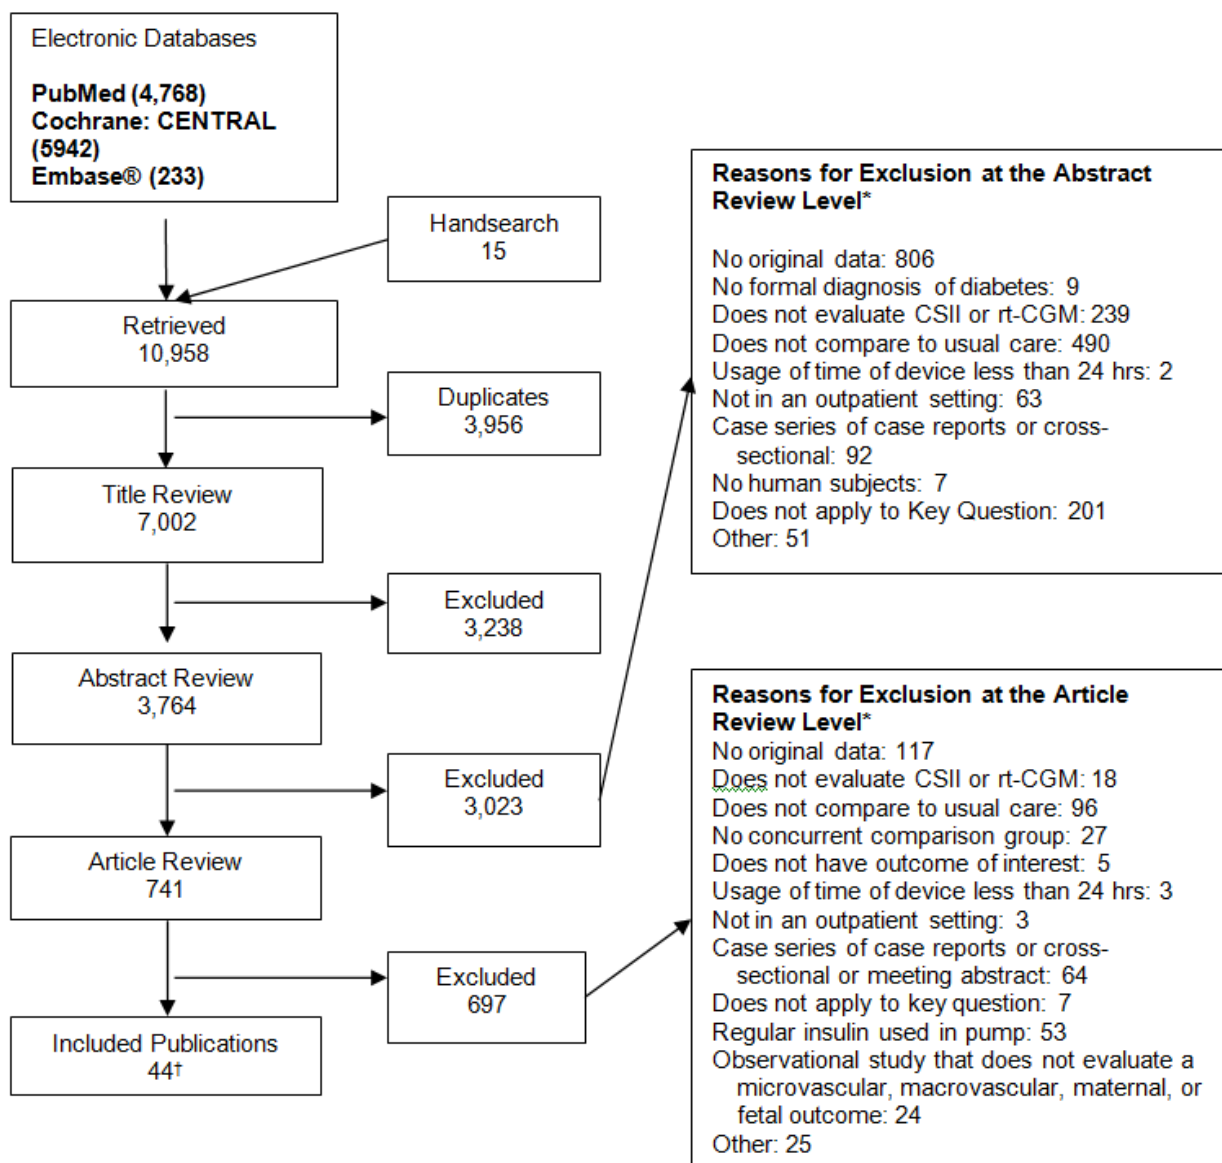 Electronic Databases
PubMed (4,768)
Cochrane: CENTRAL
(5942)
Embase® (233)
Handsearch
15
Retrieved
10,958
Duplicates
3,956
Title Review
7,002
Excluded
3,238
Abstract Review
3,764
Excluded
3,023
Article Review
741
Excluded
697
Included Publications
44†
Reasons for Exclusion at the Abstract
Review Level*
No original data: 806
No formal diagnosis of diabetes: 9
Does not evaluate CSII or rt-CGM: 239
Does not compare to usual care: 490
Usage of time of device less than 24 hrs: 2
Not in an outpatient setting: 63
Case series of case reports or cross-
sectional: 92
No human subjects: 7
Does not apply to Key Question: 201
Other: 51
Reasons for Exclusion at the Article
Review Level*
No original data: 117
Does not evaluate CSII or rt-CGM: 18
Does not compare to usual care: 96
No concurrent comparison group: 27
Does not have outcome of interest: 5
Usage of time of device less than 24 hrs: 3
Not in an outpatient setting: 3
Case series of case reports or cross-
sectional or meeting abstract: 64
Does not apply to key question: 7
Regular insulin used in pump: 53
Observational study that does not evaluate a
microvascular, macrovascular, maternal, or
fetal outcome: 24
Other: 25